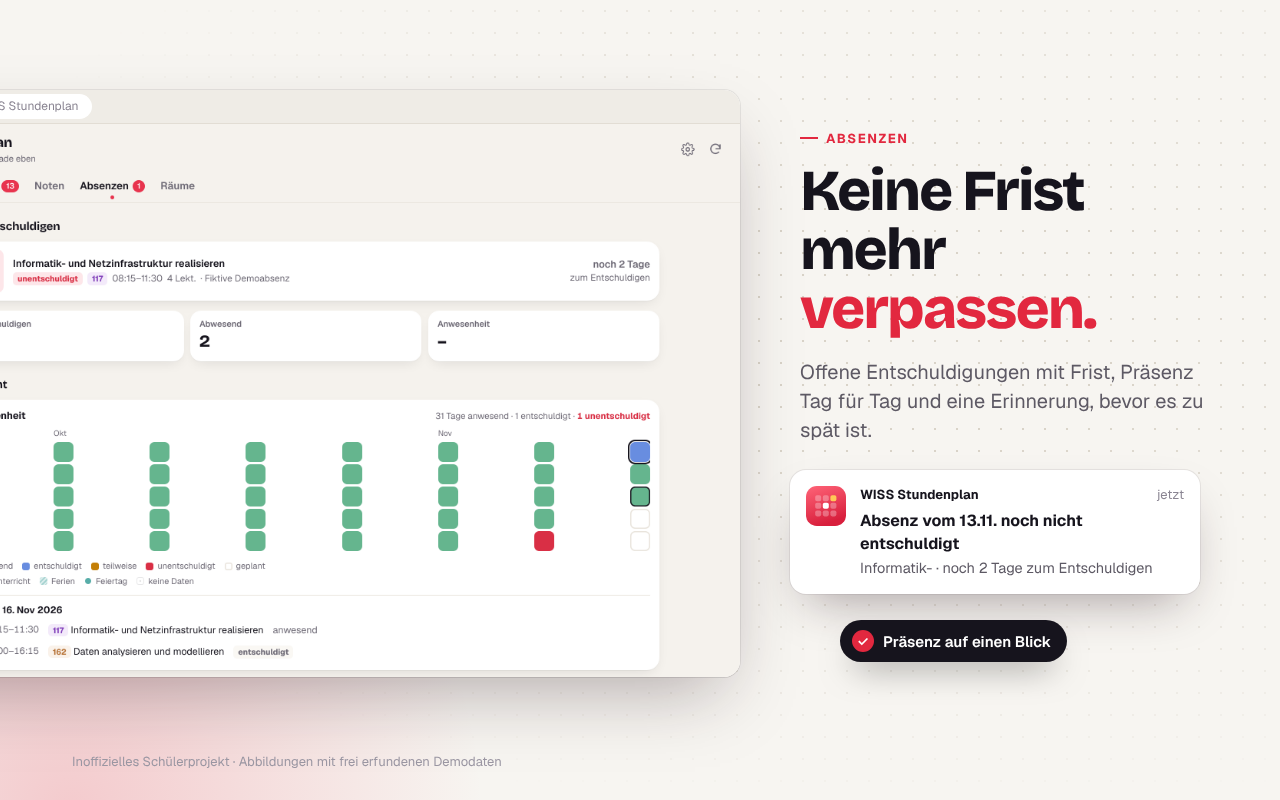 S Stundenplan
an
ade eben
13 Noten Absenzen 1 Räume
schuldigen
Informatik- und Netzinfrastruktur realisieren
unentschuldigt 117 08:15–11:30 4 Lekt. · Fiktive Demoabsenz
noch 2 Tage
zum Entschuldigen
huldigen
Abwesend
2
Anwesenheit
–
ht
enheit
31 Tage anwesend · 1 entschuldigt · 1 unentschuldigt
Okt Nov
end entschuldigt teilweise unentschuldigt geplant
nterricht Ferien Feiertag keine Daten
16. Nov 2026
15–11:30 117 Informatik- und Netzinfrastruktur realisieren anwesend
00–16:15 162 Daten analysieren und modellieren entschuldigt
ABSENZEN
Keine Frist
mehr
verpassen.
Offene Entschuldigungen mit Frist, Präsenz
Tag für Tag und eine Erinnerung, bevor es zu
spät ist.
WISS Stundenplan jetzt
Absenz vom 13.11. noch nicht
entschuldigt
Informatik- · noch 2 Tage zum Entschuldigen
Präsenz auf einen Blick
Inoffizielles Schülerprojekt · Abbildungen mit frei erfundenen Demodaten